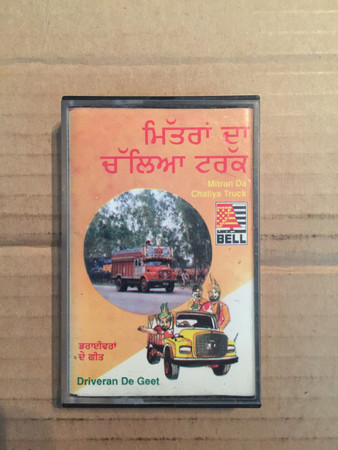 ਮਿੱਤਰਾਂ ਦਾ
ਚੱਲਿਆ ਟਰੱਕ
Mitran Da
Chaliya Truck
BELL
ਡਰਾਈਵਰਾਂ
ਦੇ ਗੀਤ
Driveran De Geet